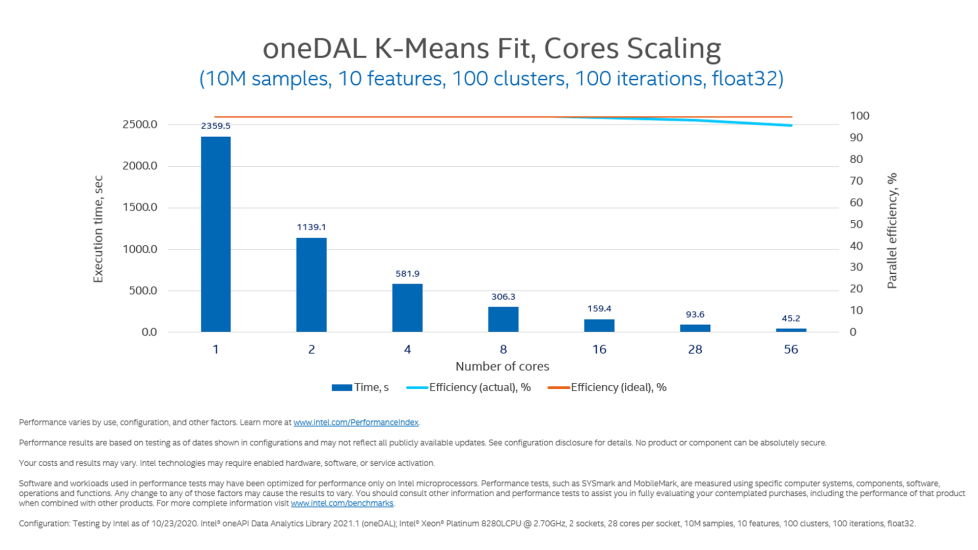 oneDAL K-Means Fit, Cores Scaling
(10M samples, 10 features, 100 clusters, 100 iterations, float32)
2500.0
2000.0
1500.0
1000.0
500.0
0.0
Execution time, sec
2359.5
1139.1
581.9
306.3
159.4
93.6
45.2
100
90
80
70
60
50
40
30
20
10
0
Parallel efficiency, %
1 2 4 8 16 28 56
Number of cores
Time, s Efficiency (actual), % Efficiency (ideal), %
Performance varies by use, configuration, and other factors. Learn more at www.intel.com/PerformanceIndex.
Performance results are based on testing as of dates shown in configurations and may not reflect all publicly available updates. See configuration disclosure for details. No product or component can be absolutely secure.
Your costs and results may vary. Intel technologies may require enabled hardware, software, or service activation.
Software and workloads used in performance tests may have been optimized for performance only on Intel microprocessors. Performance tests, such as SYSmark and MobileMark, are measured using specific computer systems, components, software,
operations and functions. Any change to any of those factors may cause the results to vary. You should consult other information and performance tests to assist you in fully evaluating your contemplated purchases, including the performance of that product
when combined with other products. For more complete information visit www.intel.com/benchmarks.
Configuration: Testing by Intel as of 10/23/2020. Intel® oneAPI Data Analytics Library 2021.1 (oneDAL); Intel® Xeon® Platinum 8280LCPU @ 2.70GHz, 2 sockets, 28 cores per socket, 10M samples, 10 features, 100 clusters, 100 iterations, float32.